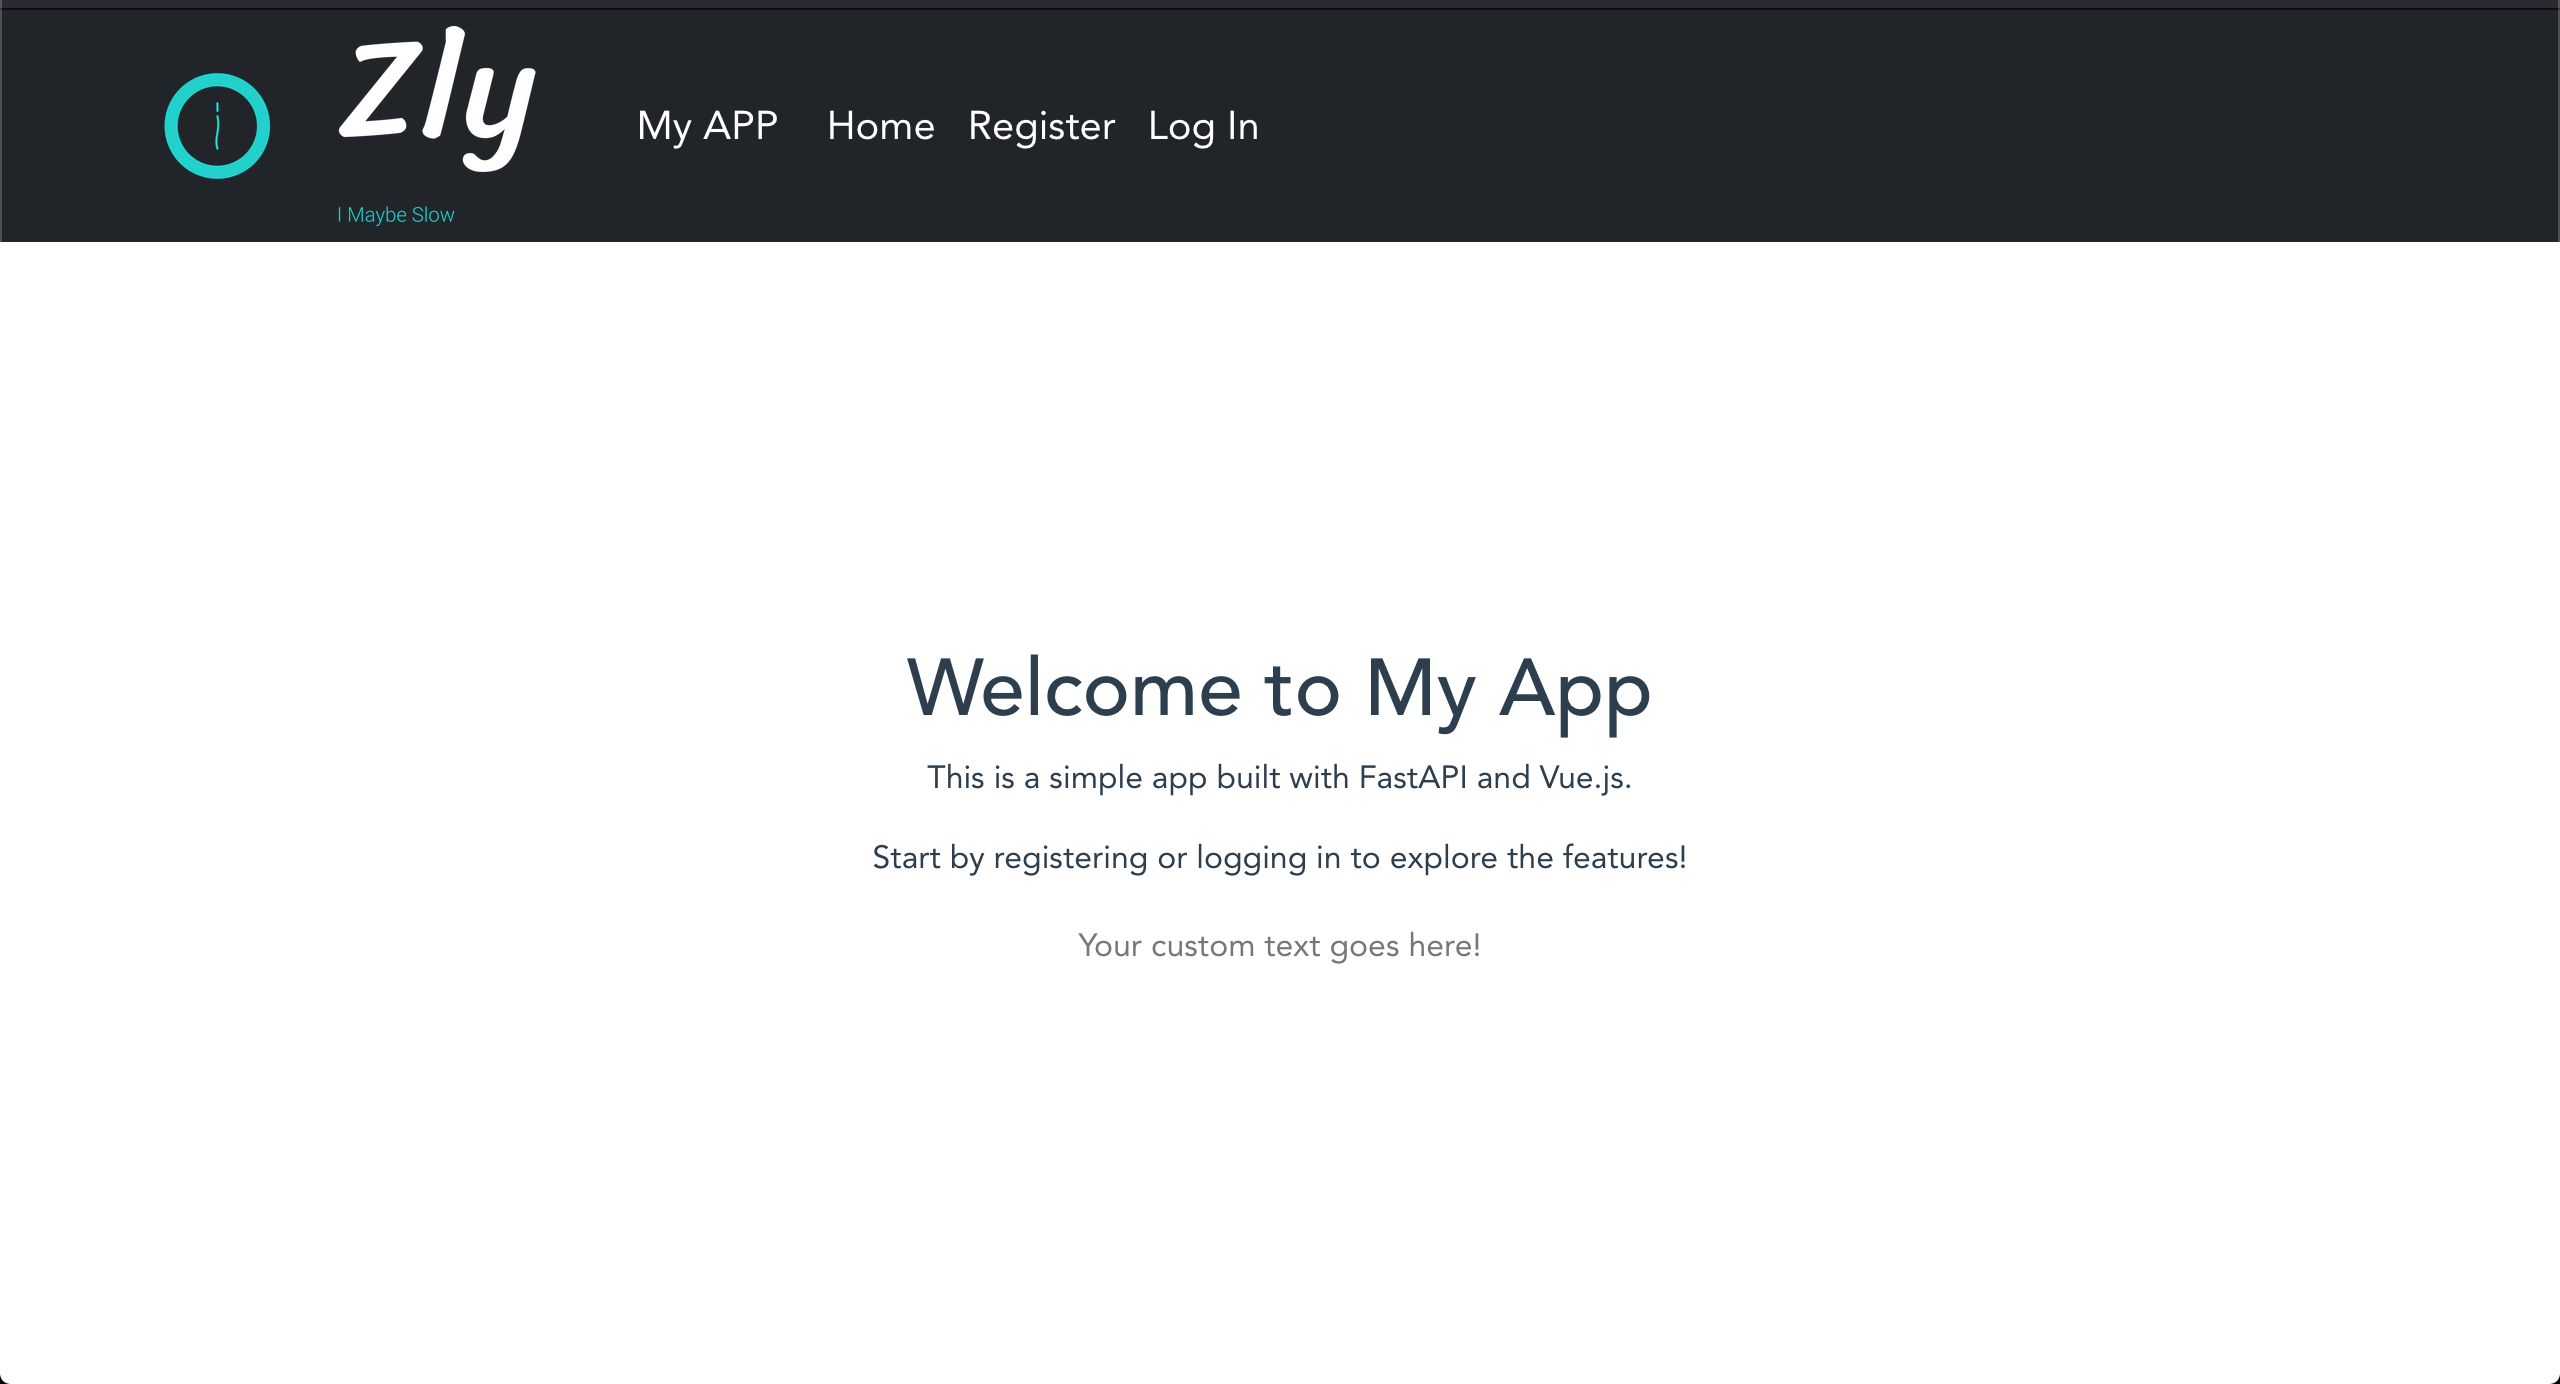 Zly
I Maybe Slow
My APP Home Register Log In
Welcome to My App
This is a simple app built with FastAPI and Vue.js.
Start by registering or logging in to explore the features!
Your custom text goes here!